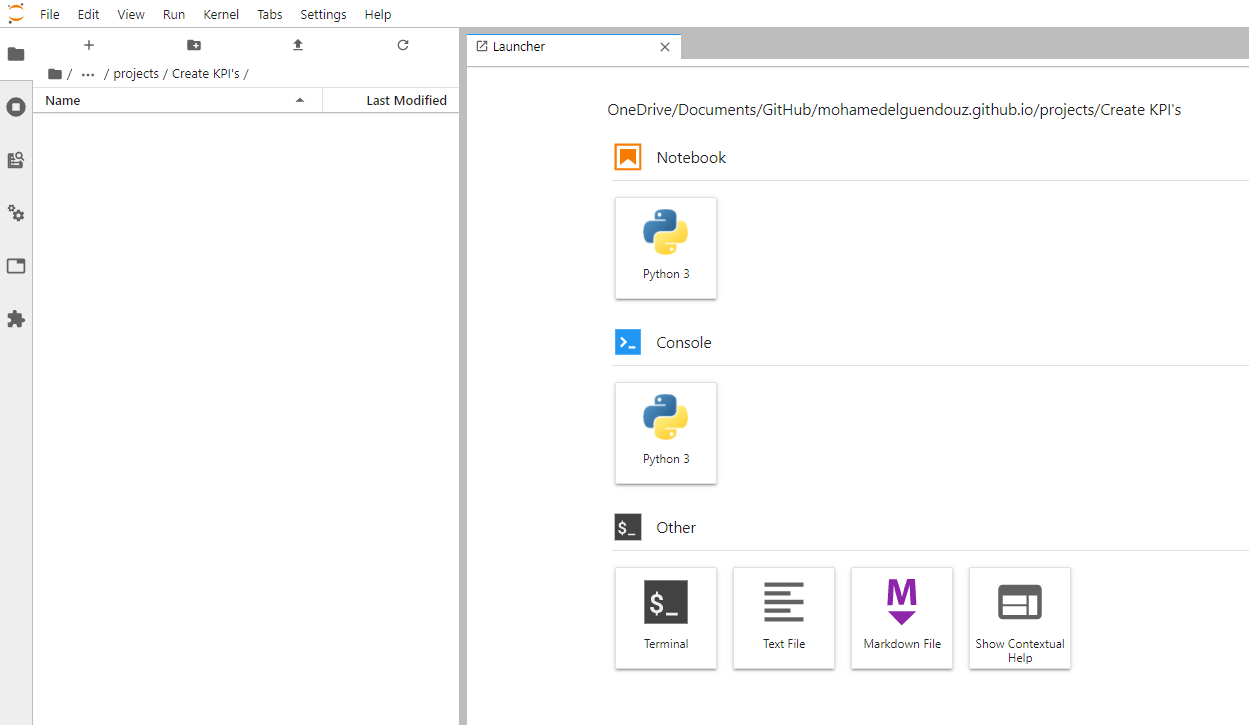 File Edit View Run Kernel Tabs Settings Help
Launcher
/ ... / projects / Create KPI's /
Name Last Modified
OneDrive/Documents/GitHub/mohamedelguendouz.github.io/projects/Create KPI's
Notebook
Python 3
Console
Python 3
$_ Other
$_
M
Terminal Text File Markdown File Show Contextual
Help